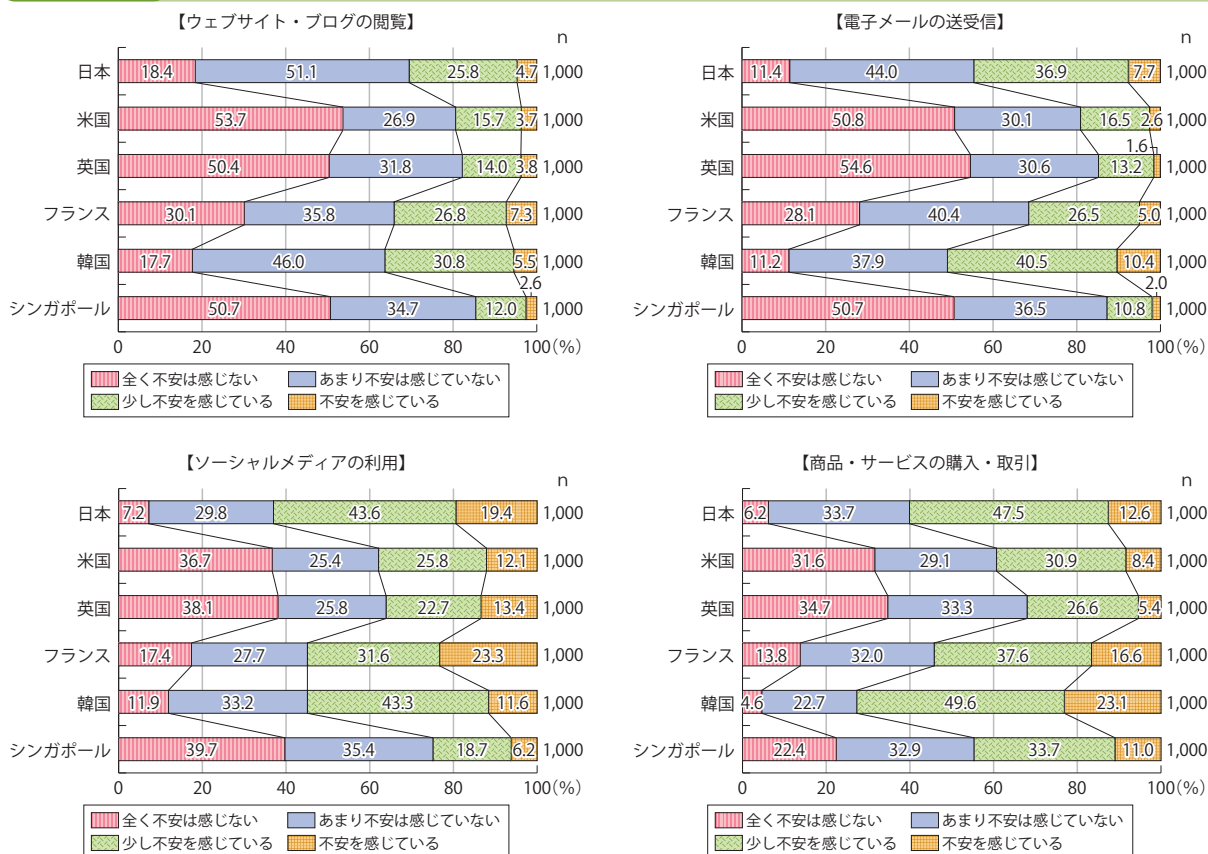 【ウェブサイト・ブログの閲覧】
n
日本 18.4 51.1 25.8 4.7 1,000
米国 53.7 26.9 15.7 3.7 1,000
英国 50.4 31.8 14.0 3.8 1,000
フランス 30.1 35.8 26.8 7.3 1,000
韓国 17.7 46.0 30.8 5.5 1,000
シンガポール 50.7 34.7 12.0 2.6 1,000
0 20 40 60 80 100(%)
全く不安は感じない あまり不安は感じていない
少し不安を感じている 不安を感じている
【電子メールの送受信】
n
日本 11.4 44.0 36.9 7.7 1,000
米国 50.8 30.1 16.5 2.6 1,000
英国 54.6 30.6 13.2 1.6 1,000
フランス 28.1 40.4 26.5 5.0 1,000
韓国 11.2 37.9 40.5 10.4 1,000
シンガポール 50.7 36.5 10.8 2.0 1,000
0 20 40 60 80 100(%)
全く不安は感じない あまり不安は感じていない
少し不安を感じている 不安を感じている
【ソーシャルメディアの利用】
n
日本 7.2 29.8 43.6 19.4 1,000
米国 36.7 25.4 25.8 12.1 1,000
英国 38.1 25.8 22.7 13.4 1,000
フランス 17.4 27.7 31.6 23.3 1,000
韓国 11.9 33.2 43.3 11.6 1,000
シンガポール 39.7 35.4 18.7 6.2 1,000
0 20 40 60 80 100(%)
全く不安は感じない あまり不安は感じていない
少し不安を感じている 不安を感じている
【商品・サービスの購入・取引】
n
日本 6.2 33.7 47.5 12.6 1,000
米国 31.6 29.1 30.9 8.4 1,000
英国 34.7 33.3 26.6 5.4 1,000
フランス 13.8 32.0 37.6 16.6 1,000
韓国 4.6 22.7 49.6 23.1 1,000
シンガポール 22.4 32.9 33.7 11.0 1,000
0 20 40 60 80 100(%)
全く不安は感じない あまり不安は感じていない
少し不安を感じている 不安を感じている